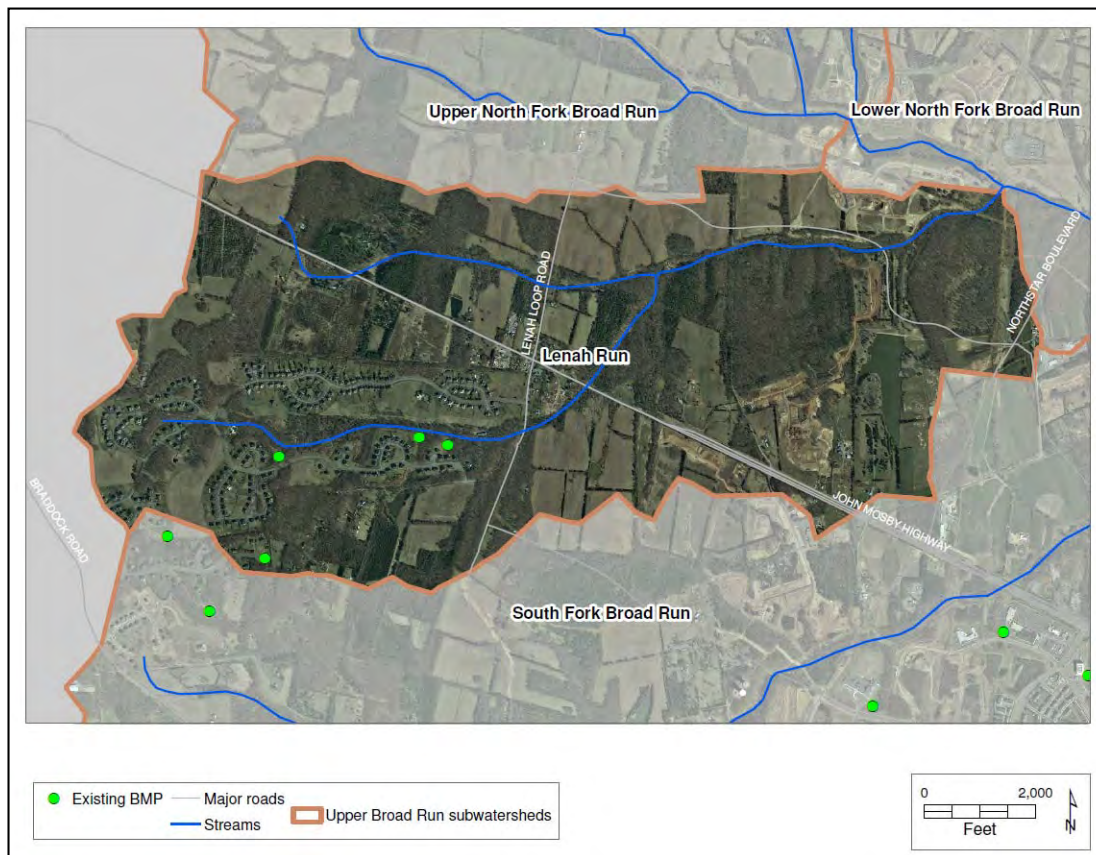 Upper North Fork Broad Run
Lower North Fork Broad Run
LENAH LOOP ROAD
NORTHSTAR BOULEVARD
Lenah Run
BRADDOCK ROAD
JOHN MOSBY HIGHWAY
South Fork Broad Run
Existing BMP
Major roads
Streams
Upper Broad Run subwatersheds
0 2,000
Feet
N